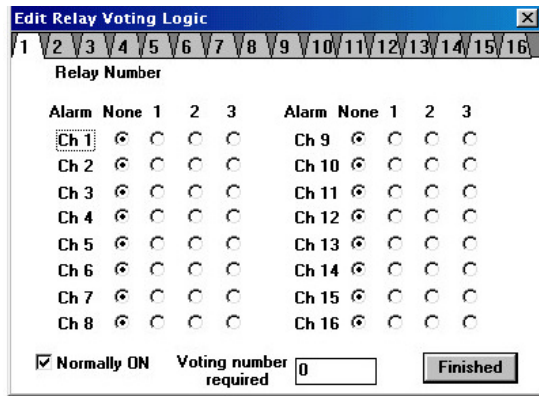 Edit Relay Voting Logic
1 2 3 4 5 6 7 8 9 10 11 12 13 14 15 16
Relay Number
Alarm None 1 2 3 Alarm None 1 2 3
Ch 1 Ch 9
Ch 2 Ch 10
Ch 3 Ch 11
Ch 4 Ch 12
Ch 5 Ch 13
Ch 6 Ch 14
Ch 7 Ch 15
Ch 8 Ch 16
Normally ON Voting number required 0 Finished